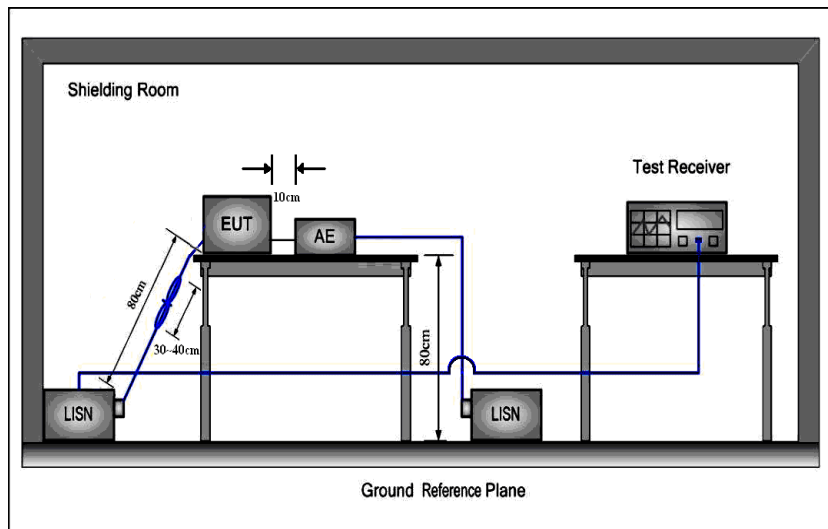 Shielding Room
Test Receiver
10cm
EUT
AE
80cm
30~40cm
80cm
LISN
LISN
Ground Reference Plane